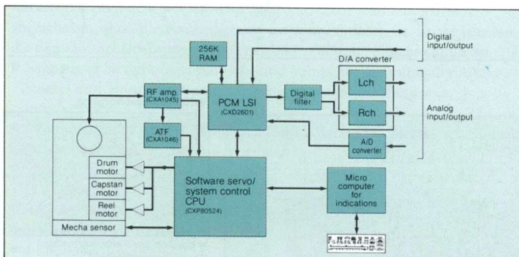 256K
RAM
Digital
input/output
D/A converter
RF amp.
(CXA1045)
PCM LSI
(CXD2601)
Digital
filter
Lch
Rch
Analog
input/output
ATF
(CXA1046)
A/D
converter
Drum
motor
Capstan
motor
Reel
motor
Mecha sensor
Software servo/
system control
CPU
(CXP80524)
Micro
computer
for
indications